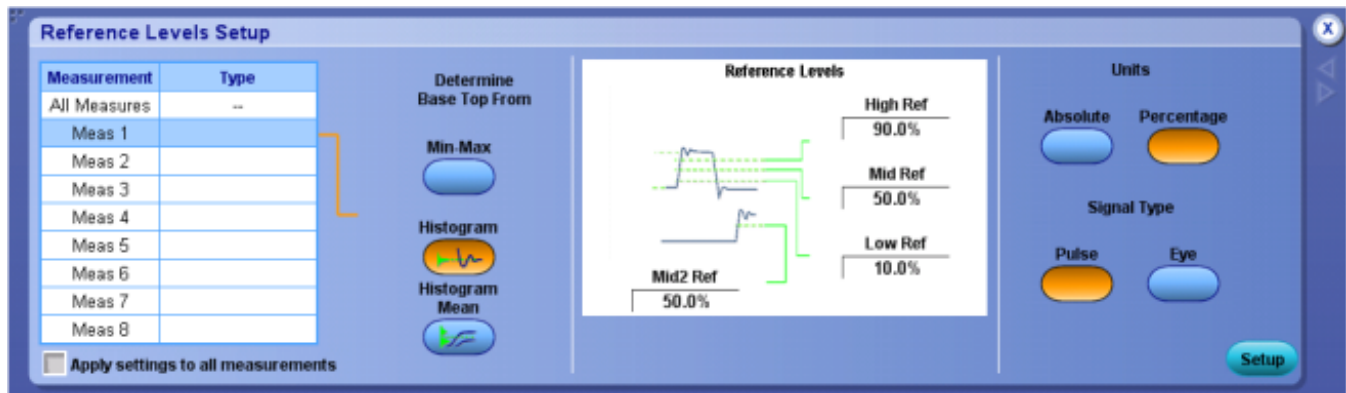 Reference Levels Setup
X
Measurement Type
All Measures --
Meas 1
Meas 2
Meas 3
Meas 4
Meas 5
Meas 6
Meas 7
Meas 8
Apply settings to all measurements
Determine
Base Top From
Min-Max
Histogram
Histogram
Mean
Reference Levels
High Ref
90.0%
Mid Ref
50.0%
Low Ref
10.0%
Mid2 Ref
50.0%
Units
Absolute Percentage
Signal Type
Pulse Eye
Setup